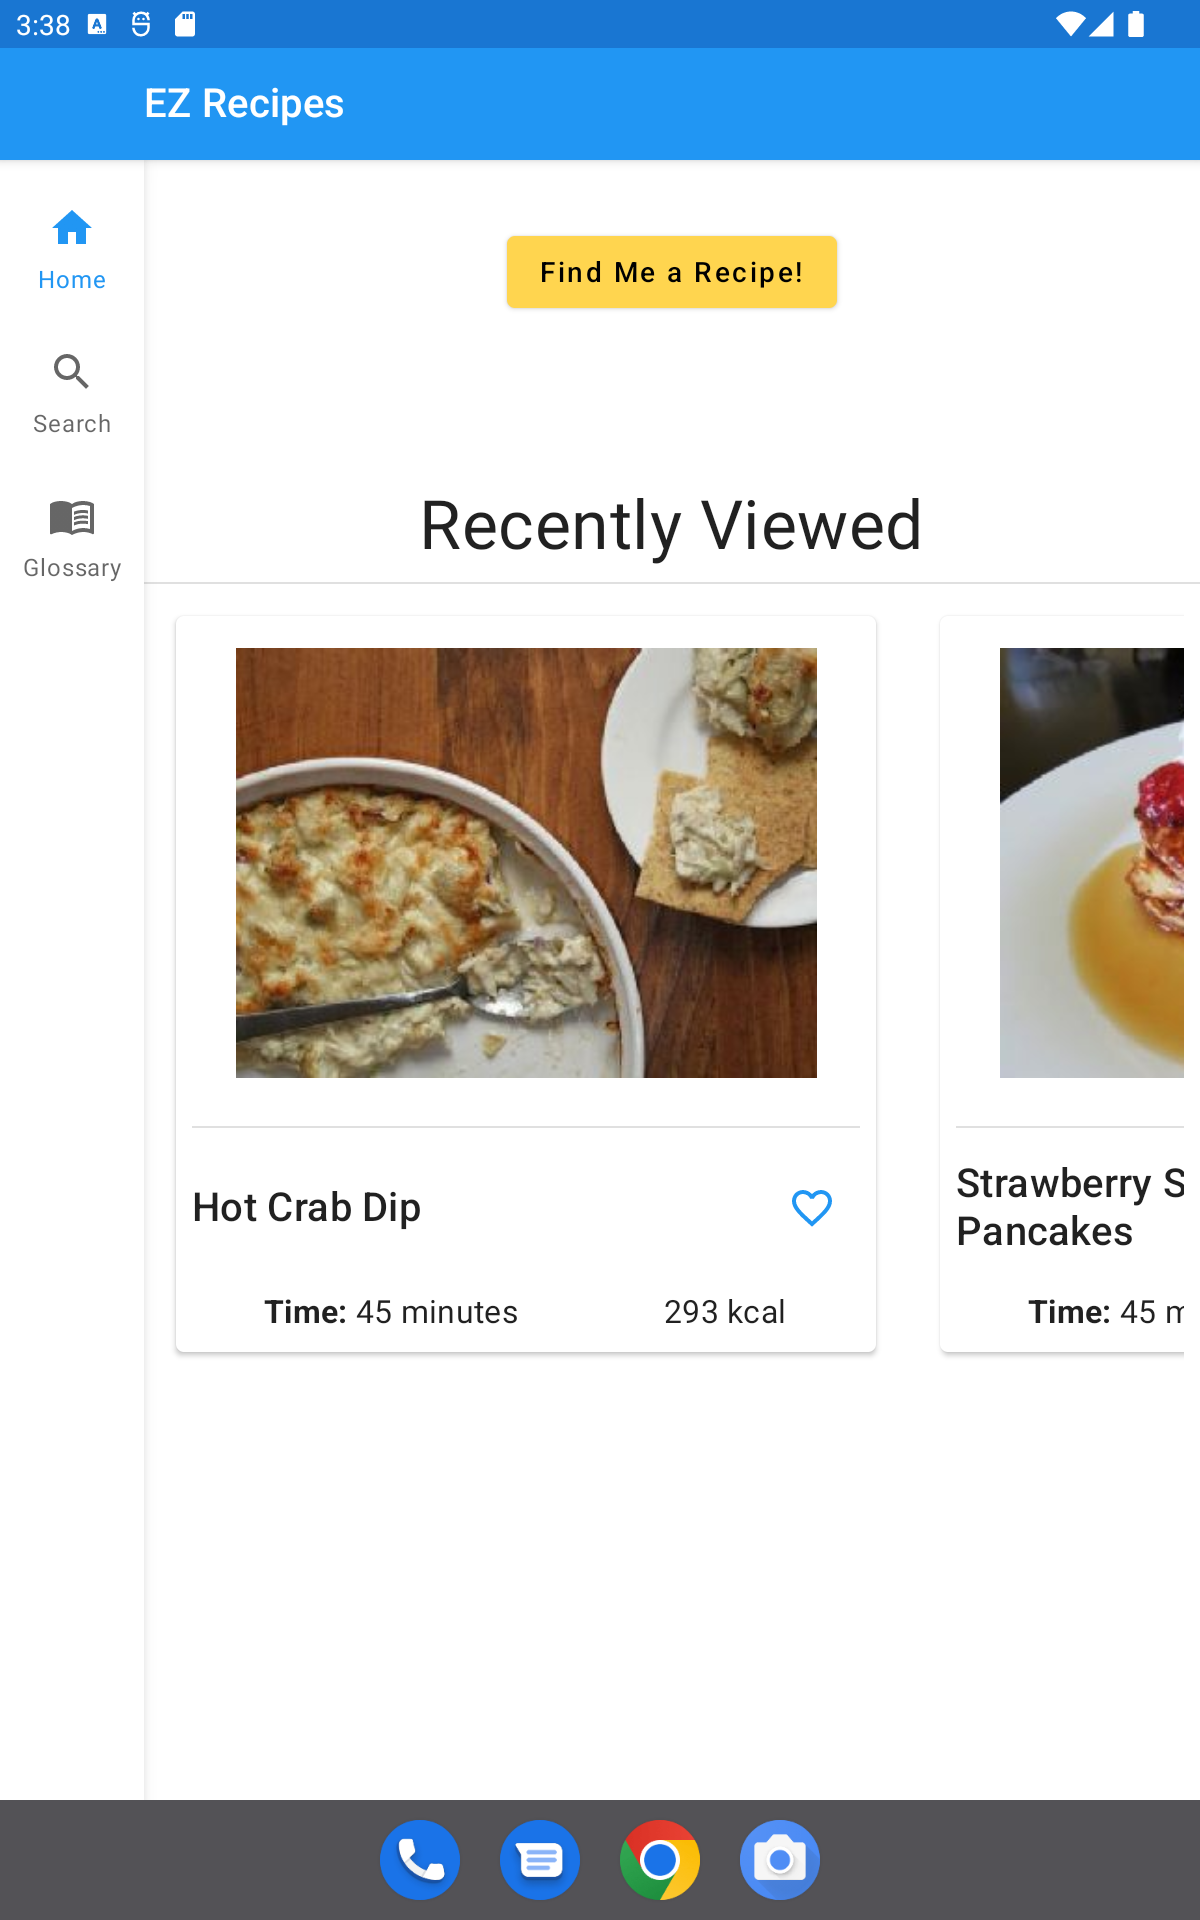 3:38
EZ Recipes
Home
Search
Glossary
Find Me a Recipe!
Recently Viewed
Hot Crab Dip
Time: 45 minutes
293 kcal
Strawberry S
Pancakes
Time: 45 m